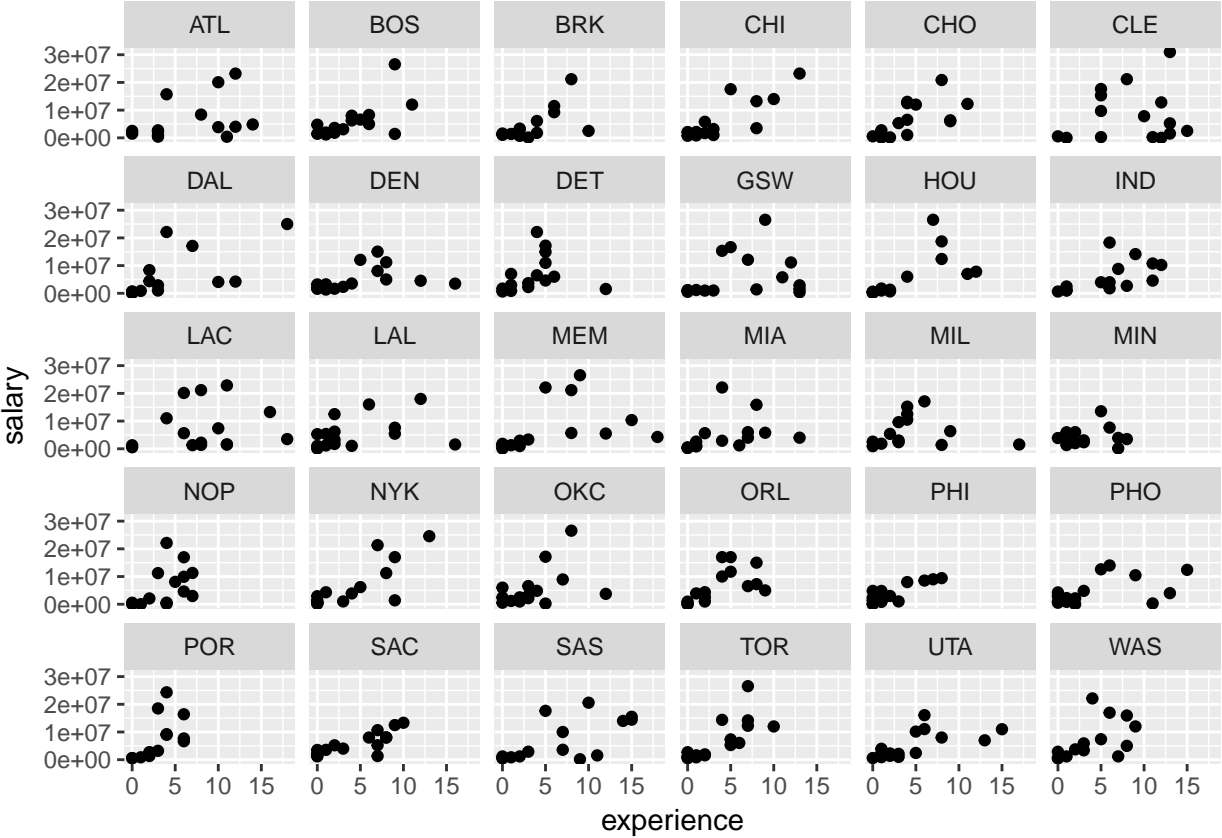 ATL BOS BRK CHI CHO CLE
3e+07
2e+07
1e+07
0e+00
DAL DEN DET GSW HOU IND
3e+07
2e+07
1e+07
0e+00
LAC LAL MEM MIA MIL MIN
3e+07
2e+07
1e+07
0e+00
salary
NOP NYK OKC ORL PHI PHO
3e+07
2e+07
1e+07
0e+00
POR SAC SAS TOR UTA WAS
3e+07
2e+07
1e+07
0e+00
0 5 10 15 0 5 10 15 0 5 10 15 0 5 10 15 0 5 10 15 0 5 10 15
experience